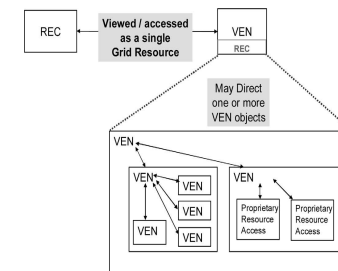 REC
Viewed / accessed
as a single
Grid Resource
VEN
REC
May Direct
one or more
VEN objects
VEN
VEN
VEN
VEN
VEN
VEN
VEN
Proprietary
Resource
Access
Proprietary
Resource
Access